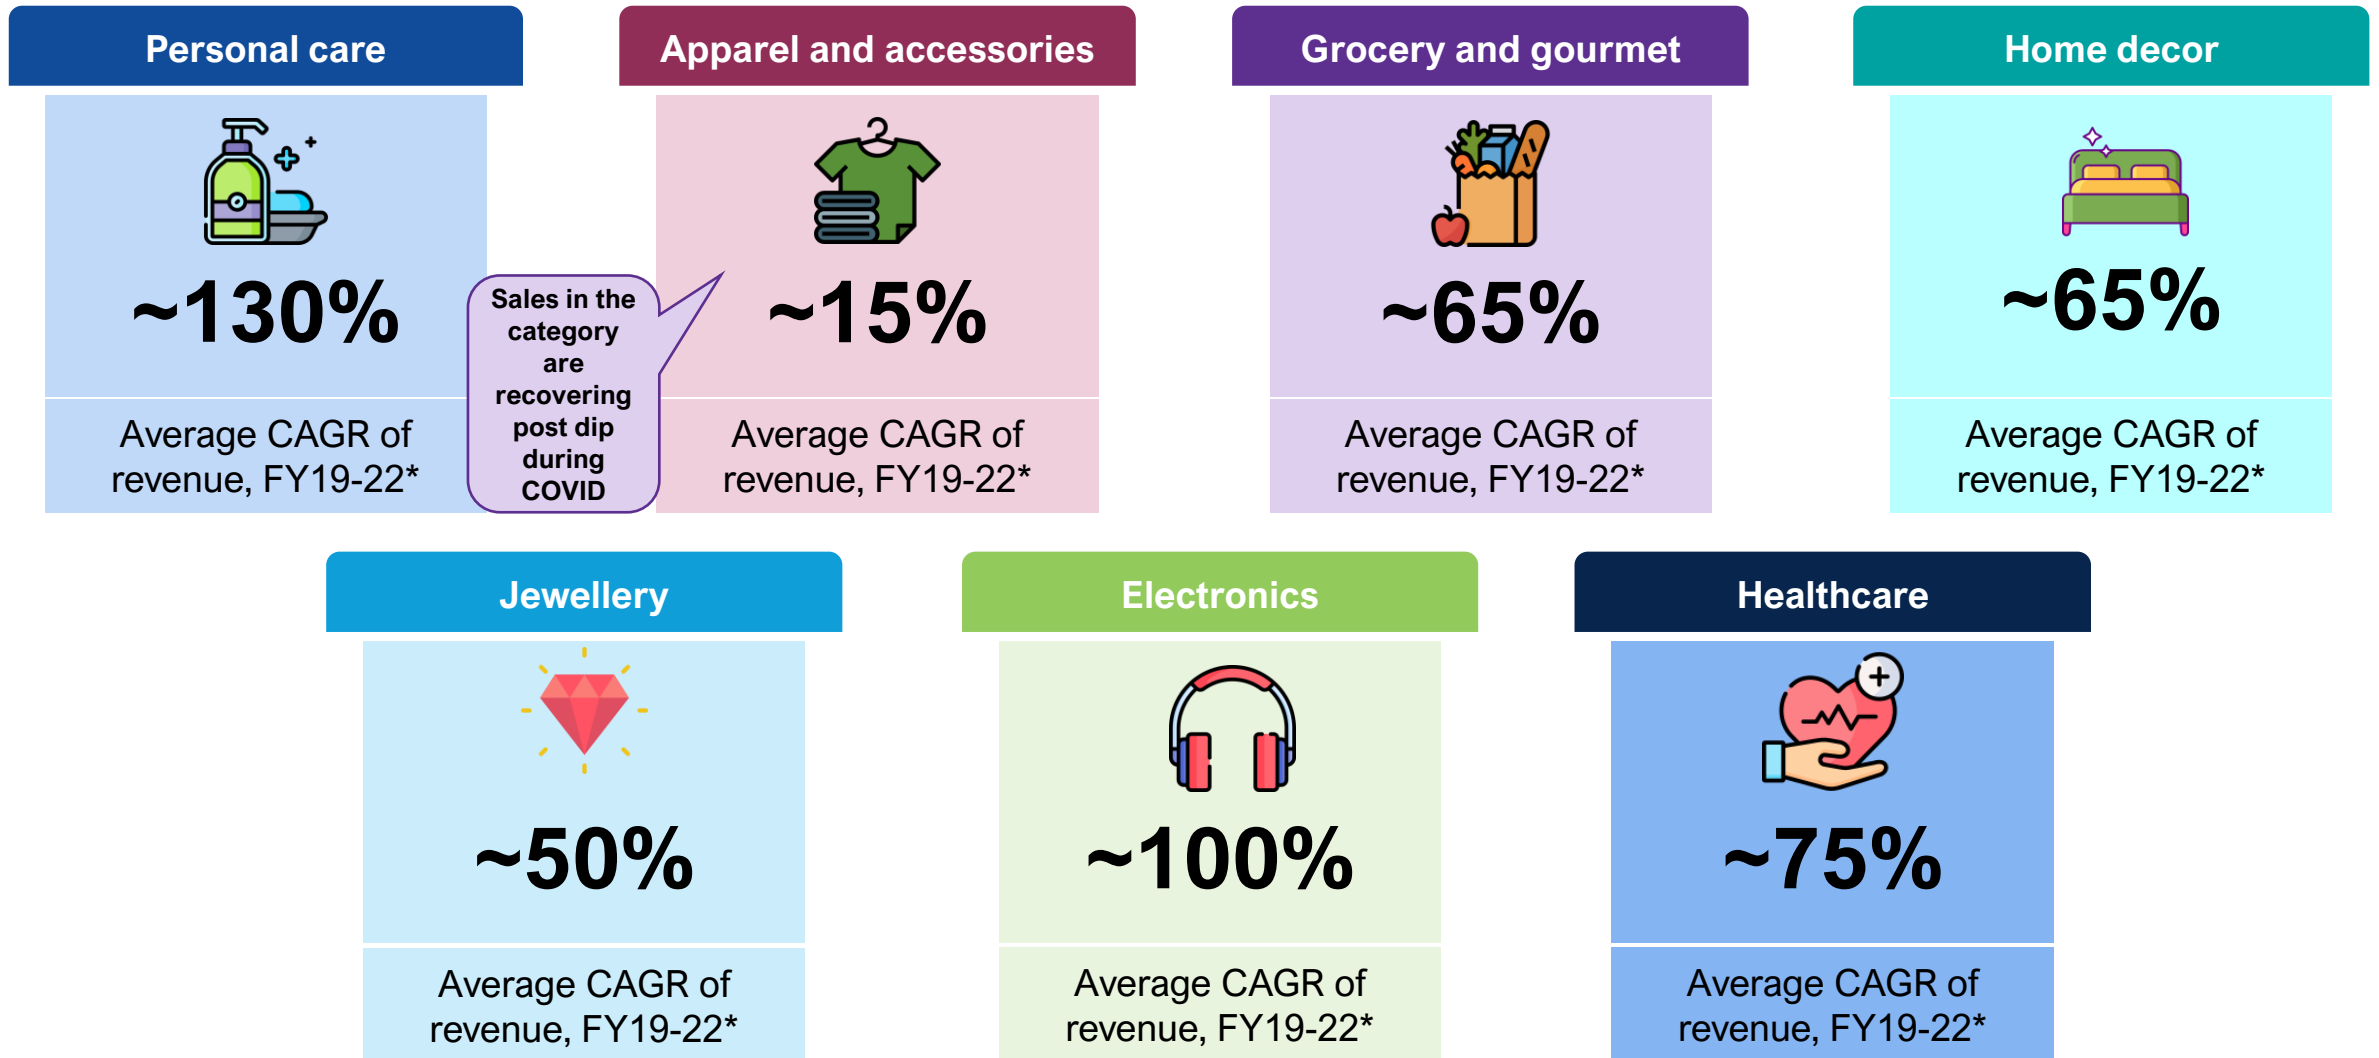 Personal care
~130%
Average CAGR of
revenue, FY19-22*
Sales in the
category
are
recovering
post dip
during
COVID
Apparel and accessories
~15%
Average CAGR of
revenue, FY19-22*
Grocery and gourmet
~65%
Average CAGR of
revenue, FY19-22*
Home decor
~65%
Average CAGR of
revenue, FY19-22*
Jewellery
~50%
Average CAGR of
revenue, FY19-22*
Electronics
~100%
Average CAGR of
revenue, FY19-22*
Healthcare
~75%
Average CAGR of
revenue, FY19-22*